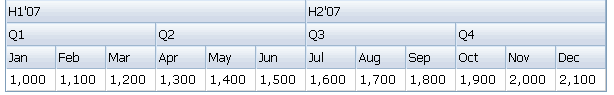 H1'07 H2'07
Q1 Q2 Q3 Q4
Jan Feb Mar Apr May Jun Jul Aug Sep Oct Nov Dec
1,000 1,100 1,200 1,300 1,400 1,500 1,600 1,700 1,800 1,900 2,000 2,100